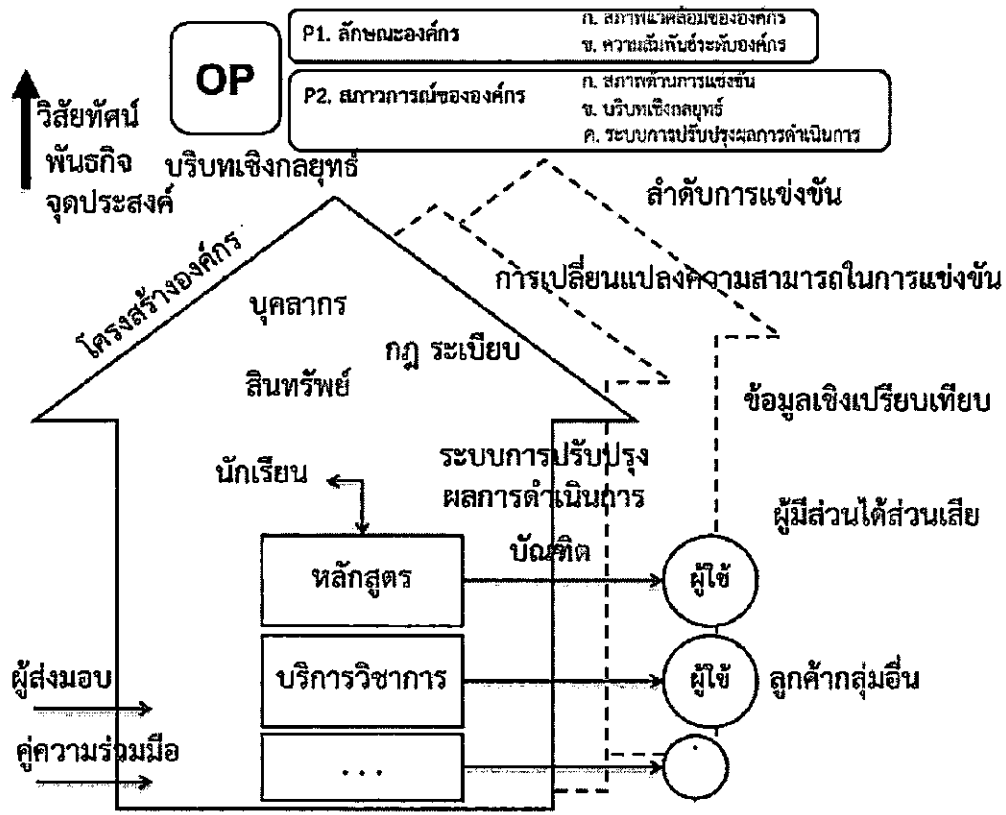 OP
P1. ลักษณะองค์กร
ก. สภาพแวดล้อมขององค์กร
ข. ความสัมพันธ์ระดับองค์กร
P2. สภาวการณ์ขององค์กร
ก. สภาพด้านการแข่งขัน
ข. บริบทเชิงกลยุทธ์
ค. ระบบการปรับปรุงผลการดำเนินการ
วิสัยทัศน์
พันธกิจ
จุดประสงค์
บริบทเชิงกลยุทธ์
ลำดับการแข่งขัน
โครงสร้างองค์กร
การเปลี่ยนแปลงความสามารถในการแข่งขัน
บุคลากร
กฎ ระเบียบ
สินทรัพย์
ข้อมูลเชิงเปรียบเทียบ
นักเรียน
ระบบการปรับปรุง
ผลการดำเนินการ
ผู้มีส่วนได้ส่วนเสีย
บัณฑิต
หลักสูตร
ผู้ใช้
ผู้ส่งมอบ
บริการวิชาการ
ผู้ใช้
ลูกค้ากลุ่มอื่น
คู่ความร่วมมือ
...